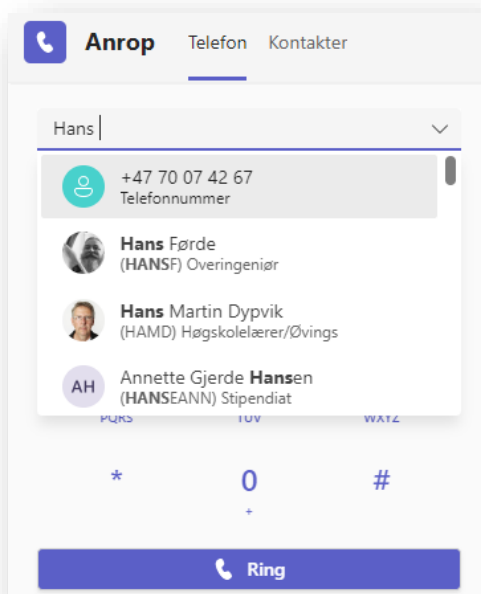 Anrop Telefon Kontakter
Hans
+47 70 07 42 67
Telefonnummer
Hans Førde
(HANSF) Overingeniør
Hans Martin Dypvik
(HAMD) Høgskolelærer/Øvings
AH
Annette Gjerde Hansen
(HANSEANN) Stipendiat
PQRS TUV WXYZ
* 0 #
+
Ring